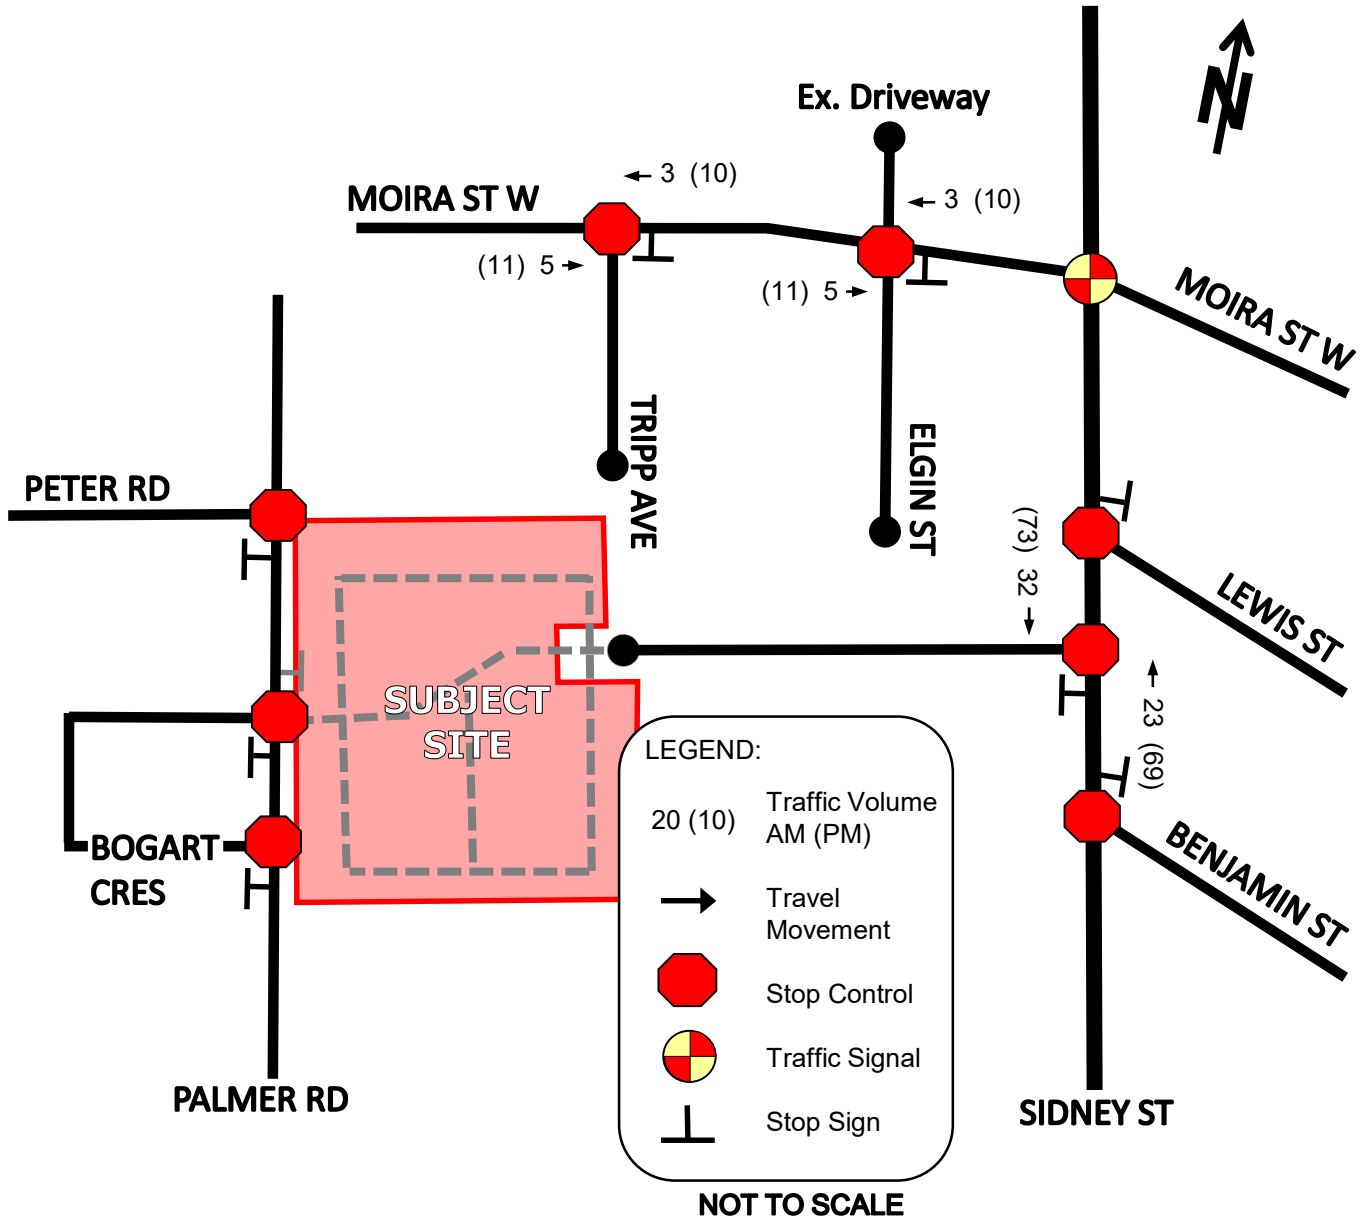 Ex. Driveway
N
3 (10)
MOIRA ST W
3 (10)
(11) 5
(11) 5
MOIRA ST W
TRIPP AVE
ELGIN ST
PETER RD
(73) 32
LEWIS ST
SUBJECT
SITE
23 (69)
BOGART
CRES
BENJAMIN ST
PALMER RD
SIDNEY ST
LEGEND:
20 (10)
Traffic Volume
AM (PM)
Travel
Movement
Stop Control
Traffic Signal
Stop Sign
NOT TO SCALE